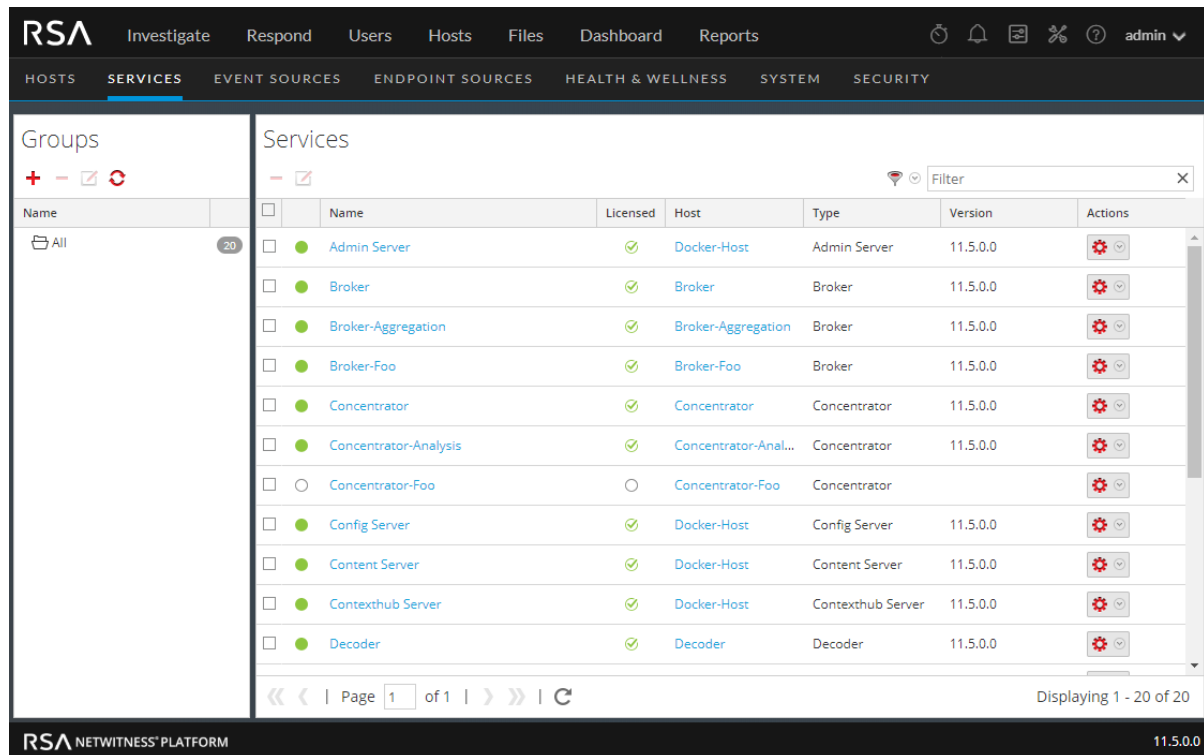 RSA Investigate Respond Users Hosts Files Dashboard Reports admin
HOSTS SERVICES EVENT SOURCES ENDPOINT SOURCES HEALTH & WELLNESS SYSTEM SECURITY
Groups
Name
All 20
Services
Filter
Name Licensed Host Type Version Actions
Admin Server Docker-Host Admin Server 11.5.0.0
Broker Broker Broker 11.5.0.0
Broker-Aggregation Broker-Aggregation Broker 11.5.0.0
Broker-Foo Broker-Foo Broker 11.5.0.0
Concentrator Concentrator Concentrator 11.5.0.0
Concentrator-Analysis Concentrator-Anal... Concentrator 11.5.0.0
Concentrator-Foo Concentrator-Foo Concentrator
Config Server Docker-Host Config Server 11.5.0.0
Content Server Docker-Host Content Server 11.5.0.0
Contexthub Server Docker-Host Contexthub Server 11.5.0.0
Decoder Decoder Decoder 11.5.0.0
Page 1 of 1 Displaying 1 - 20 of 20
RSA NETWITNESS® PLATFORM 11.5.0.0